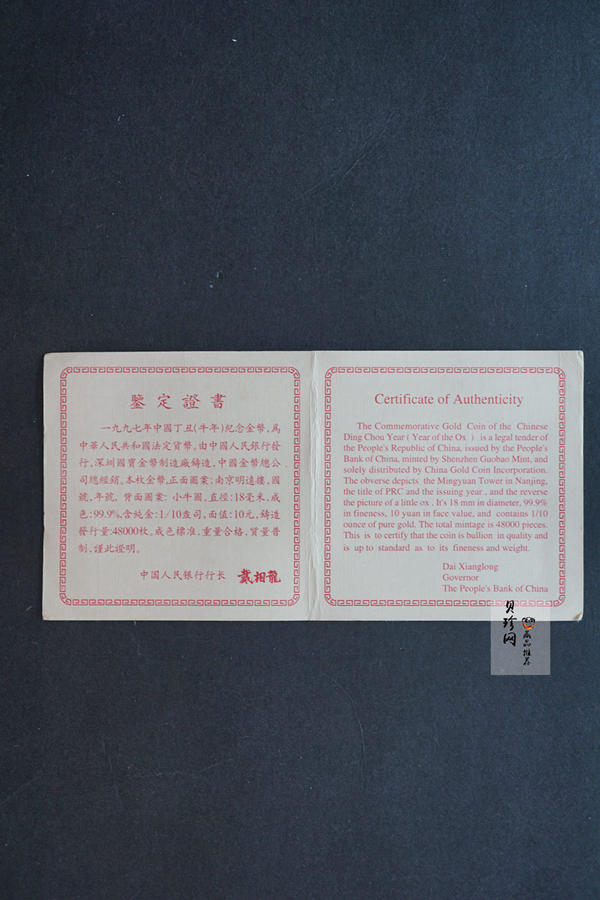 鑒定證書
一九九七年中國丁丑(牛年)紀念金幣,爲
中華人民共和國法定貨幣。由中國人民銀行發
行,深圳國寶金幣制造廠鑄造,中國金幣總公
司總經銷。本枚金幣,正面圖案:南京明遠樓,國
號,年號,背面圖案:小牛圖,直徑:18毫米,成
色:99.9%,含純金:1/10盎司,面值:10元,鑄造
發行量:48000枚。成色標准,重量合格,質量普
制,謹此證明。
中國人民銀行行長 戴相龍
Certificate of Authenticity
The Commemorative Gold Coin of the Chinese
Ding Chou Year ( Year of the Ox ) is a legal tender of
the People's Republic of China, issued by the People's
Bank of China, minted by Shenzhen Guobao Mint, and
solely distributed by China Gold Coin Incorporation.
The obverse depicts the Mingyuan Tower in Nanjing,
the title of PRC and the issuing year , and the reverse
the picture of a little ox . It's 18 mm in diameter, 99.9%
in fineness, 10 yuan in face value, and contains 1/10
ounce of pure gold. The total mintage is 48000 pieces.
This is to certify that the coin is bullion in quality and
is up to standard as to its fineness and weight.
Dai Xianglong
Governor
The People's Bank of China
贝珍网
藏品推荐